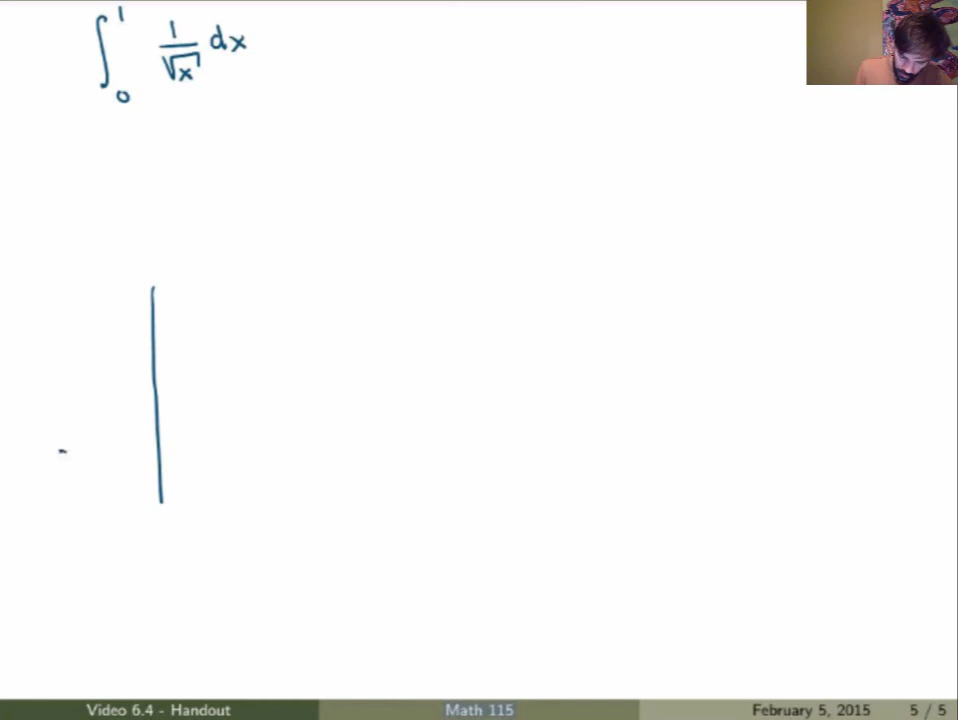 ∫₀¹ 1/√x dx
Video 6.4 - Handout Math 115 February 5, 2015 5 / 5